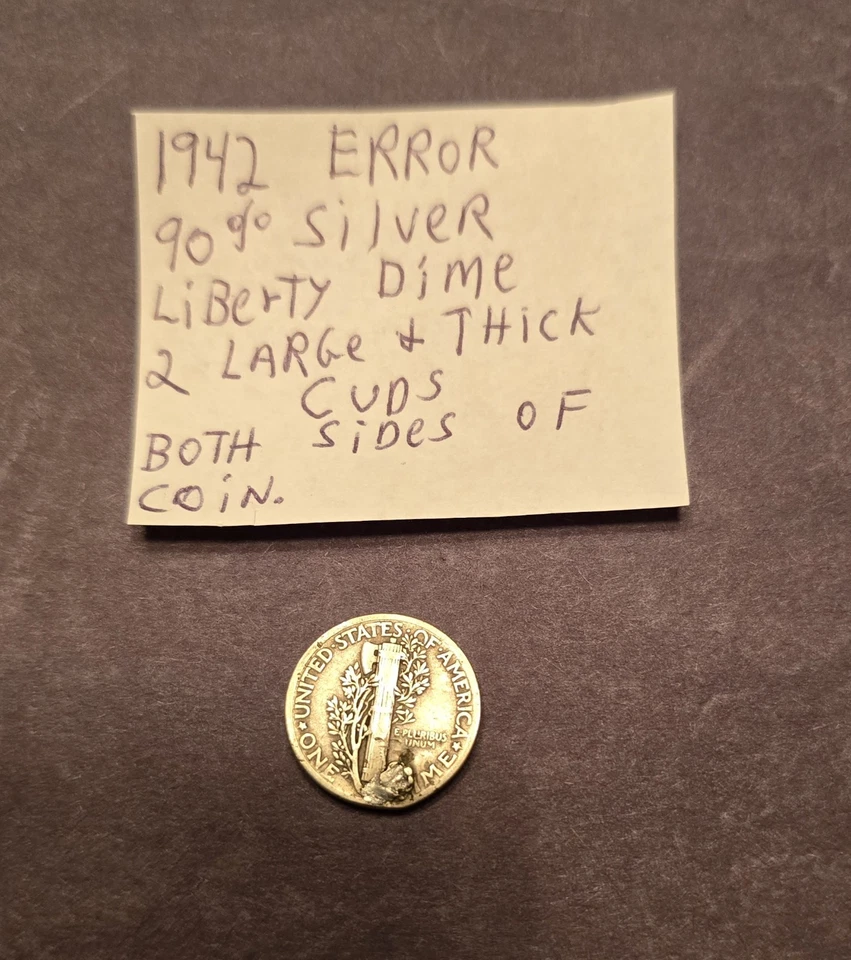 1942 ERROR
90% SilveR
LiBerTY Dime
2 LARGe + THicK
CUDS
BOTH SiDes OF
COiN.
UNITED·STATES·OF·AMERICA
E PLURIBUS
UNUM
ONE ME